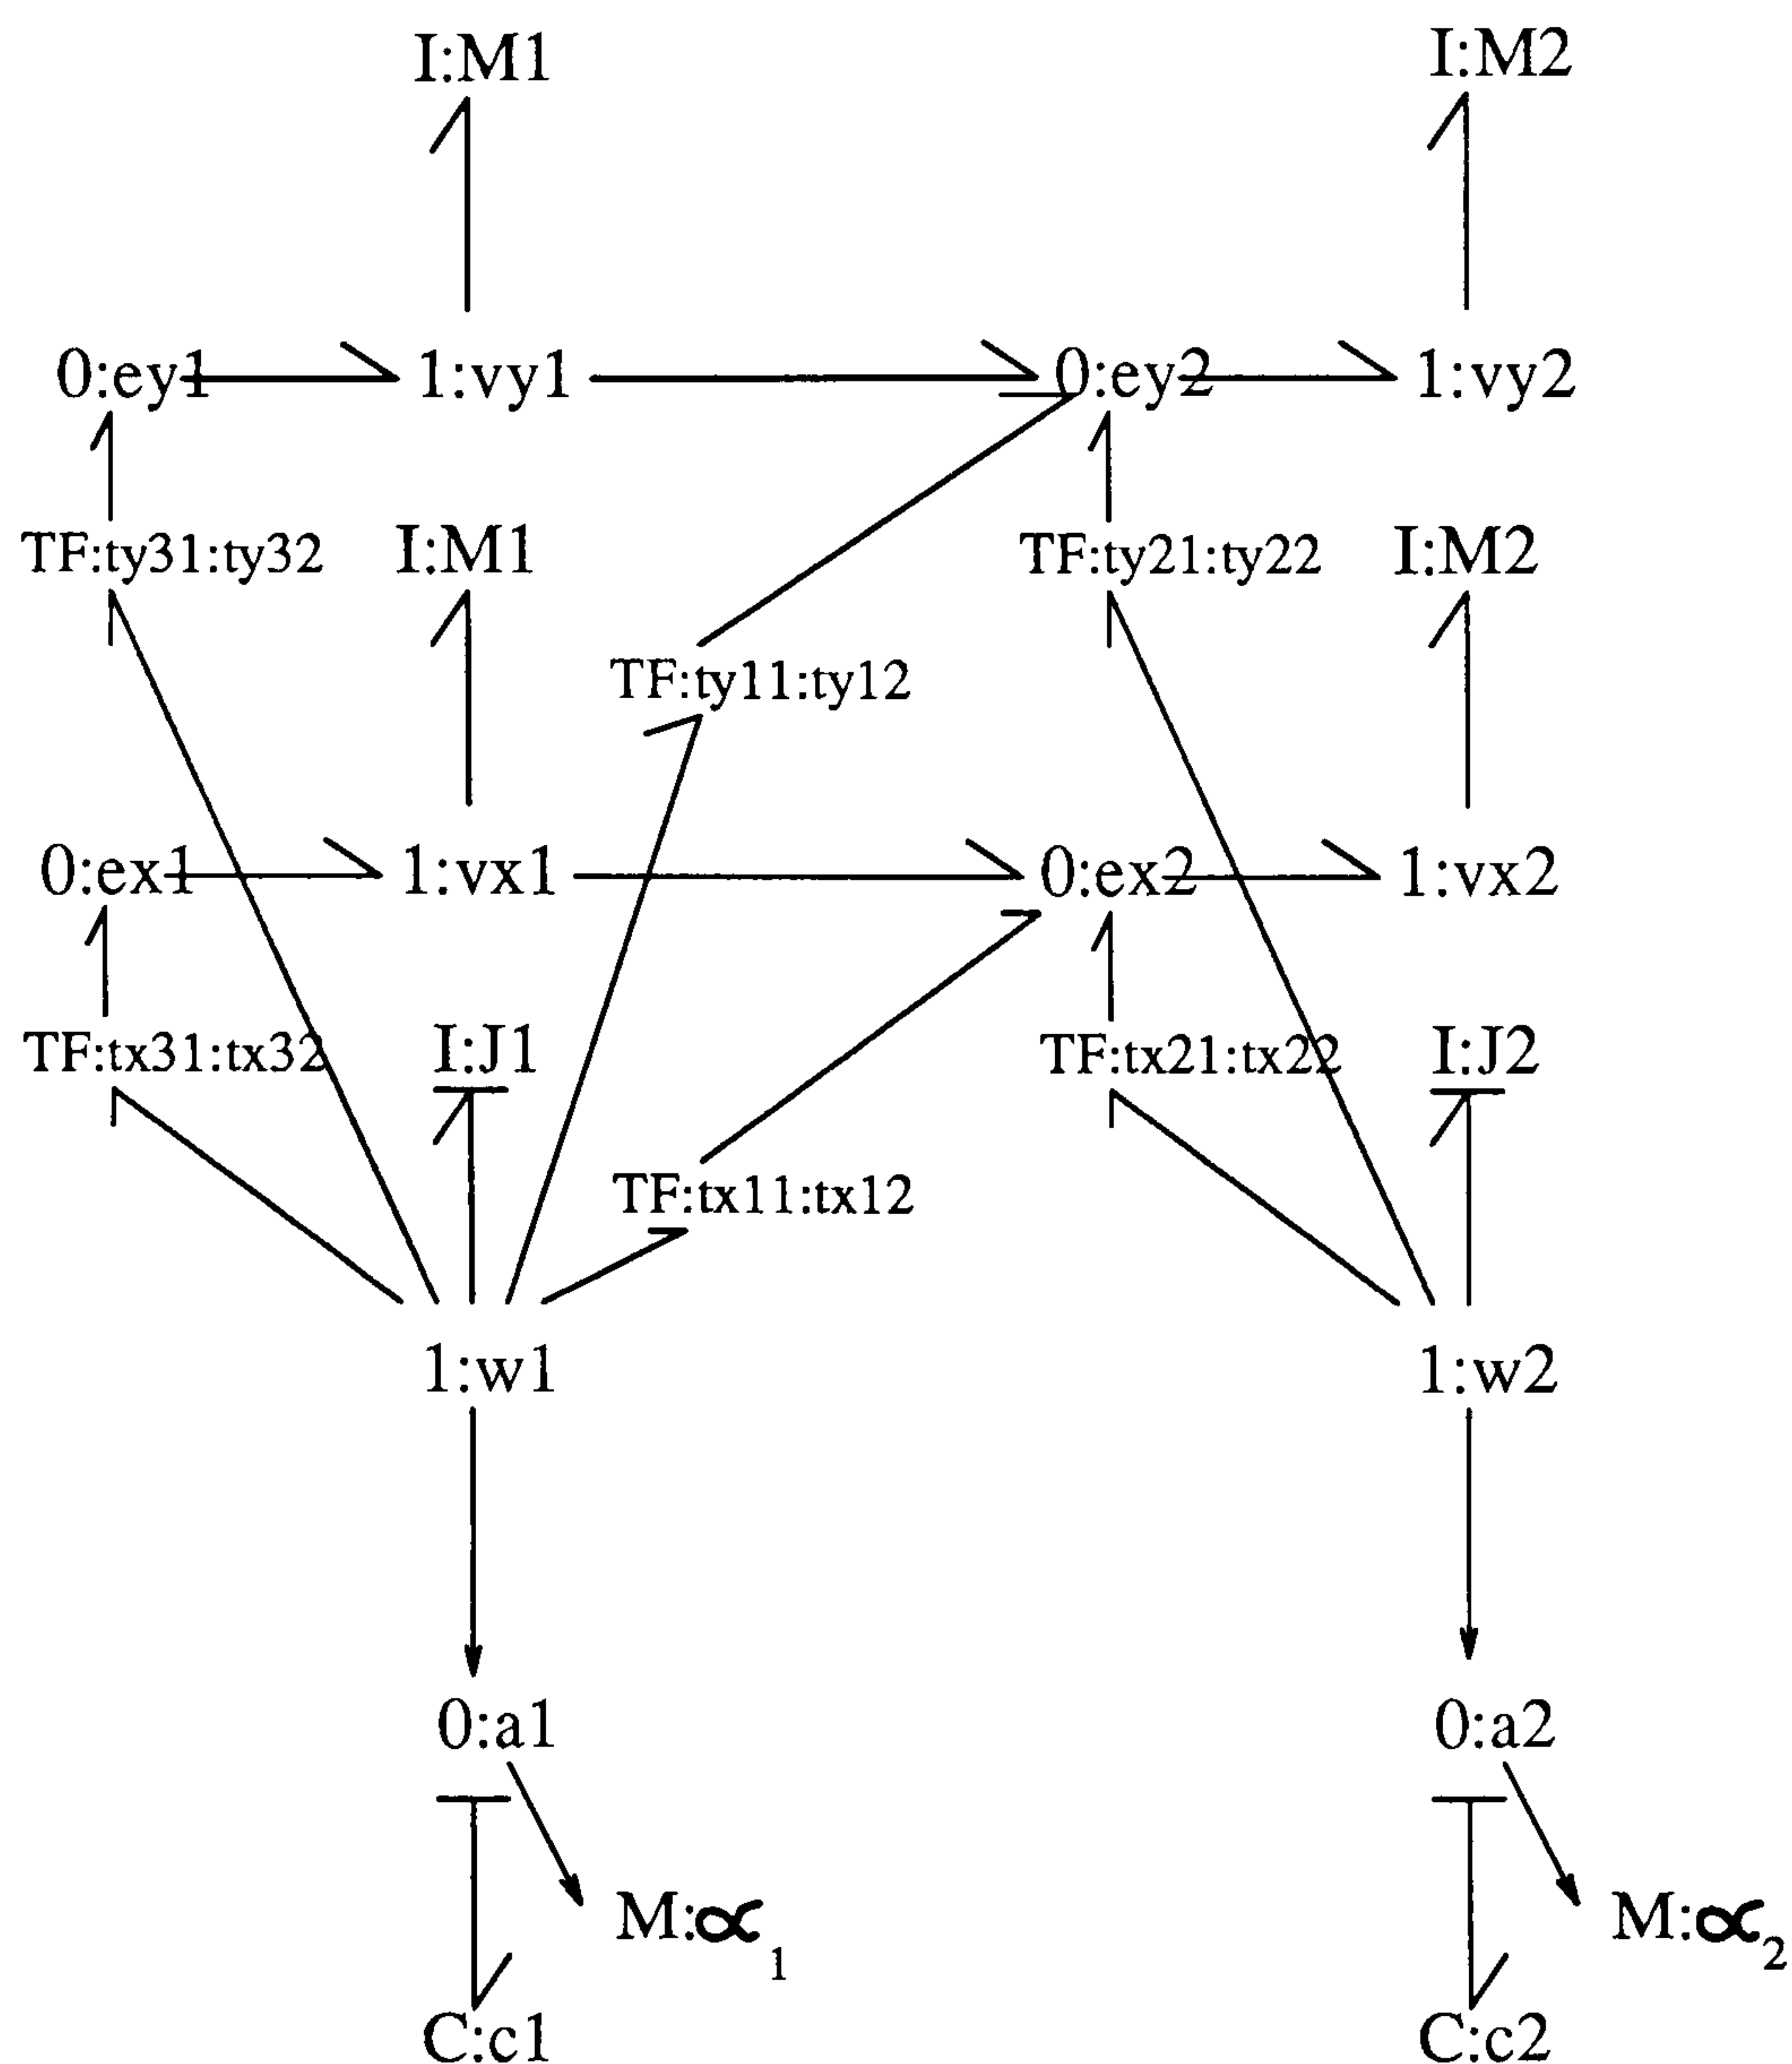 I:M1 I:M2
0:ey1 1:vy1 0:ey2 1:vy2
TF:ty31:ty32 I:M1 TF:ty21:ty22 I:M2
TF:ty11:ty12
0:ex1 1:vx1 0:ex2 1:vx2
TF:tx31:tx32 I:J1 TF:tx21:tx22 I:J2
TF:tx11:tx12
1:w1 1:w2
0:a1 0:a2
M:∝1 M:∝2
C:c1 C:c2